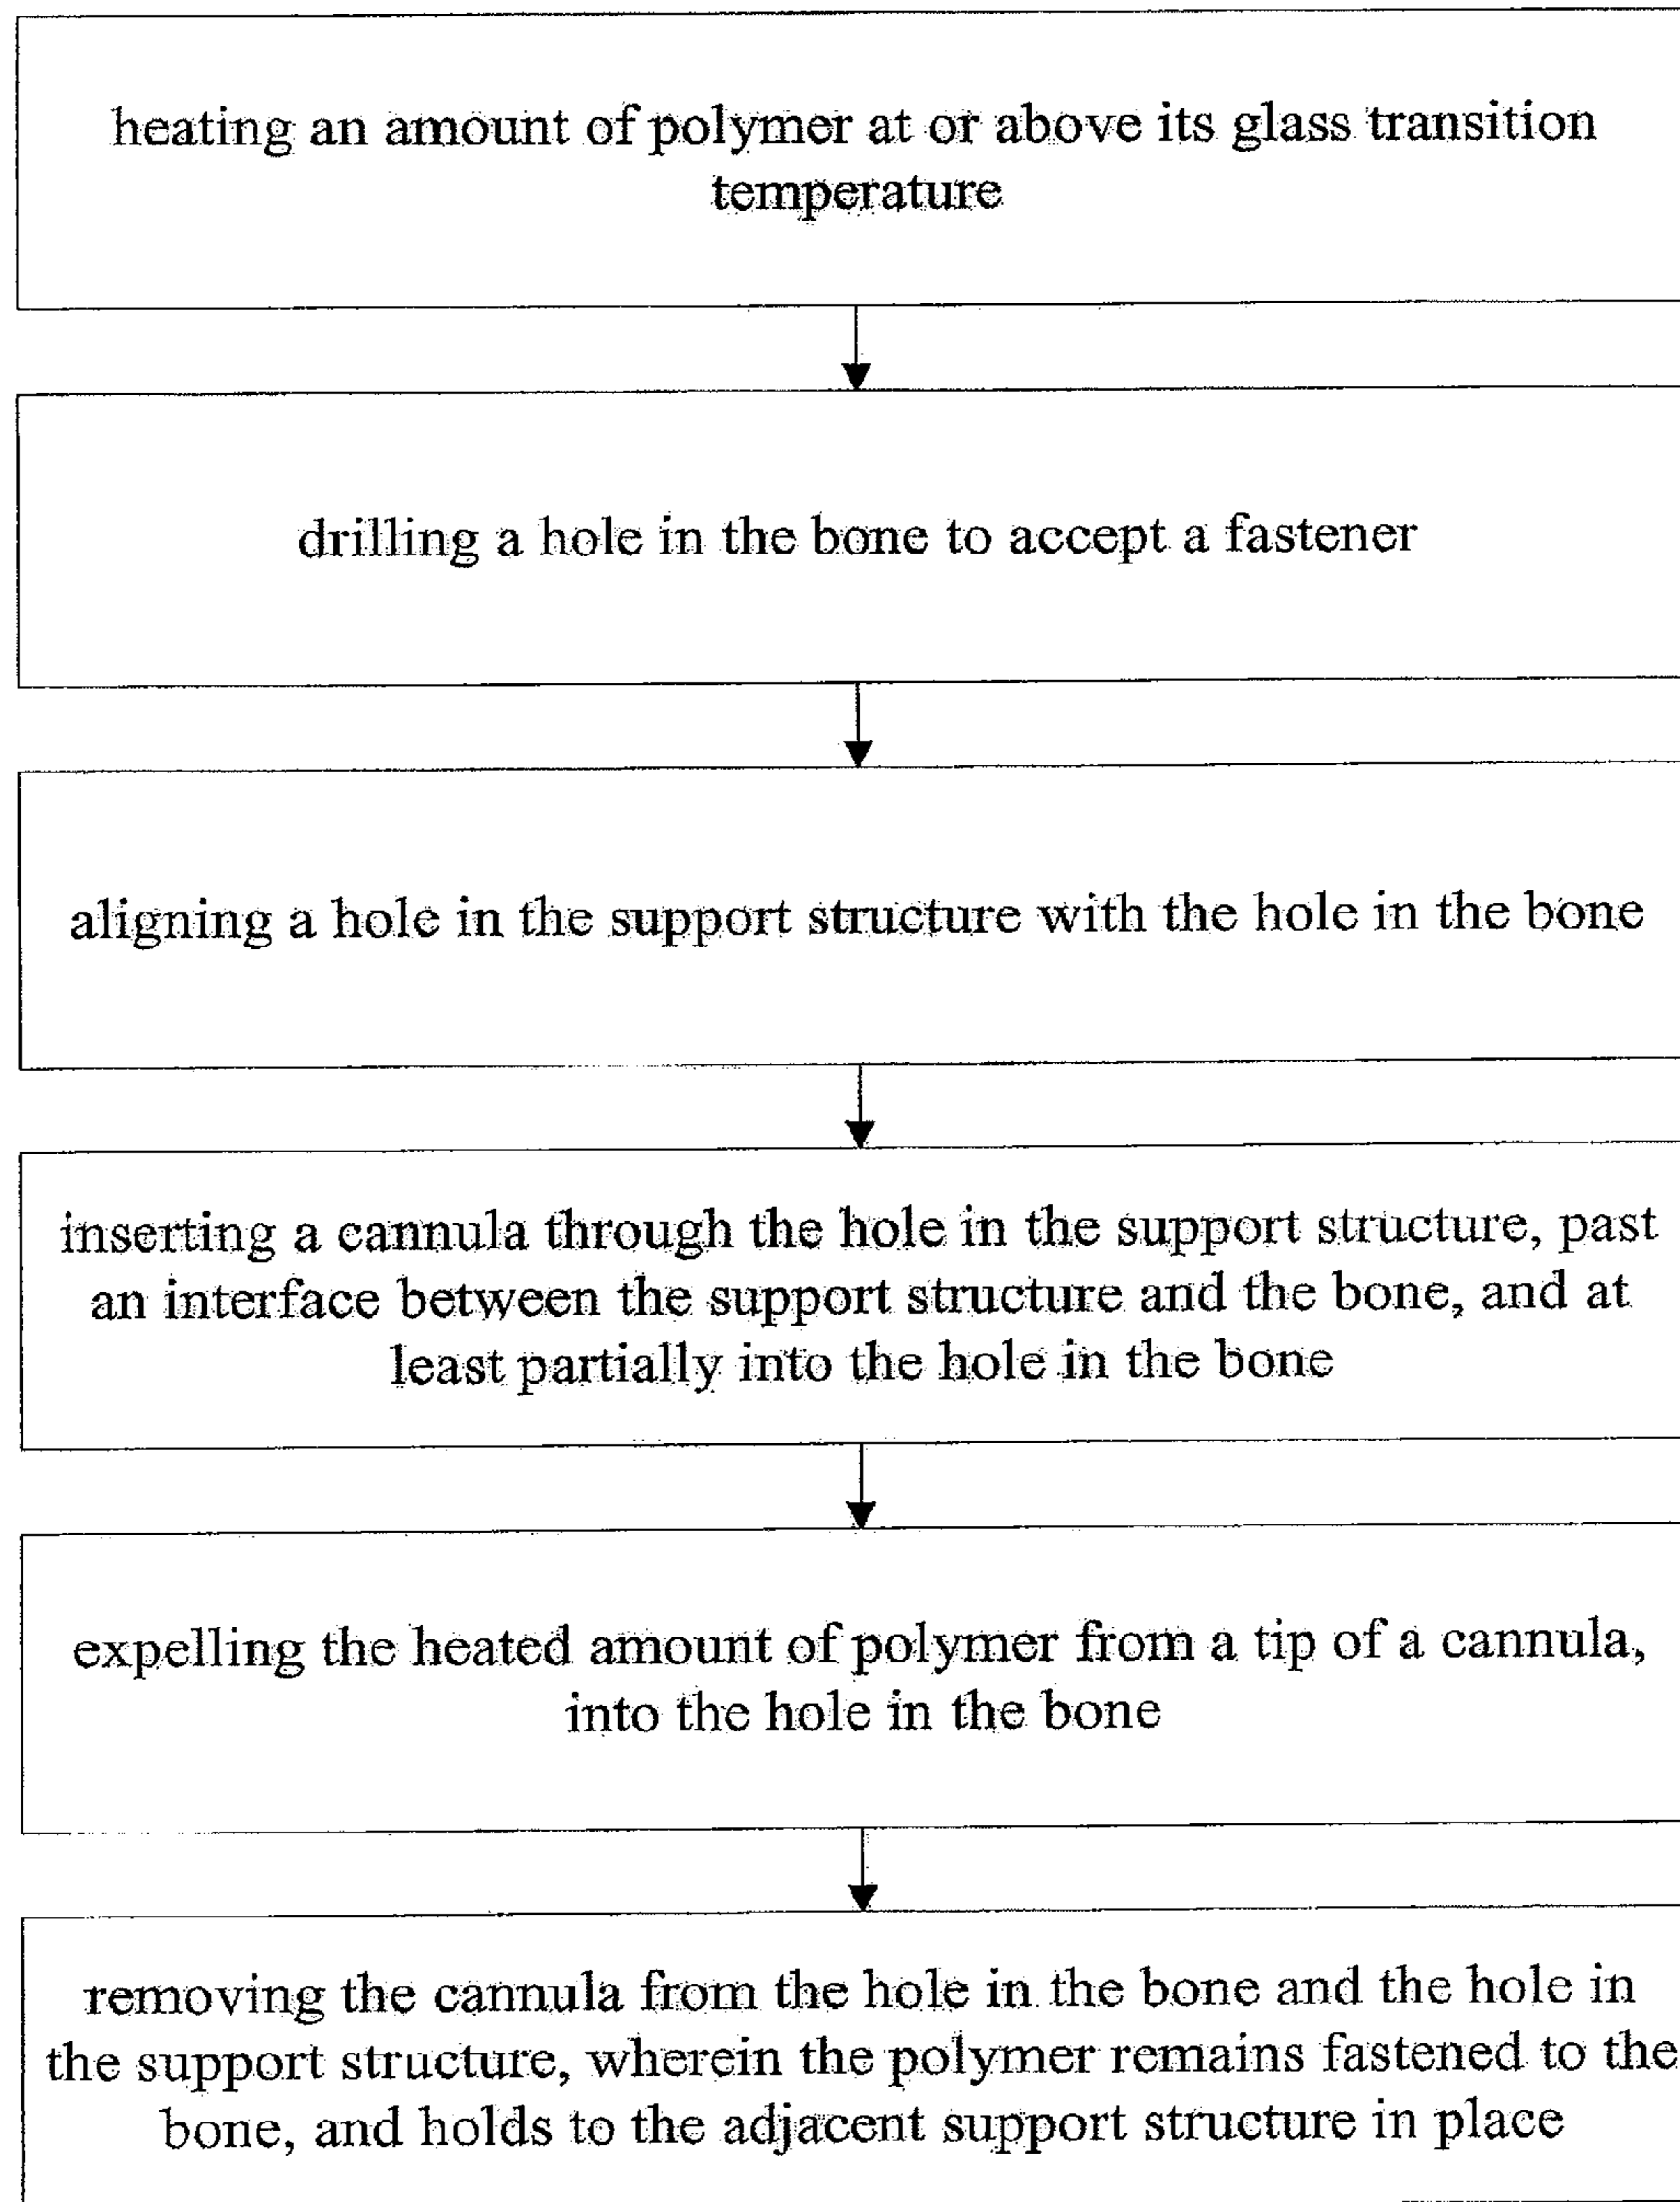 heating an amount of polymer at or above its glass transition
temperature
drilling a hole in the bone to accept a fastener
aligning a hole in the support structure with the hole in the bone
inserting a cannula through the hole in the support structure, past
an interface between the support structure and the bone, and at
least partially into the hole in the bone
expelling the heated amount of polymer from a tip of a cannula,
into the hole in the bone
removing the cannula from the hole in the bone and the hole in
the support structure, wherein the polymer remains fastened to the
bone, and holds to the adjacent support structure in place